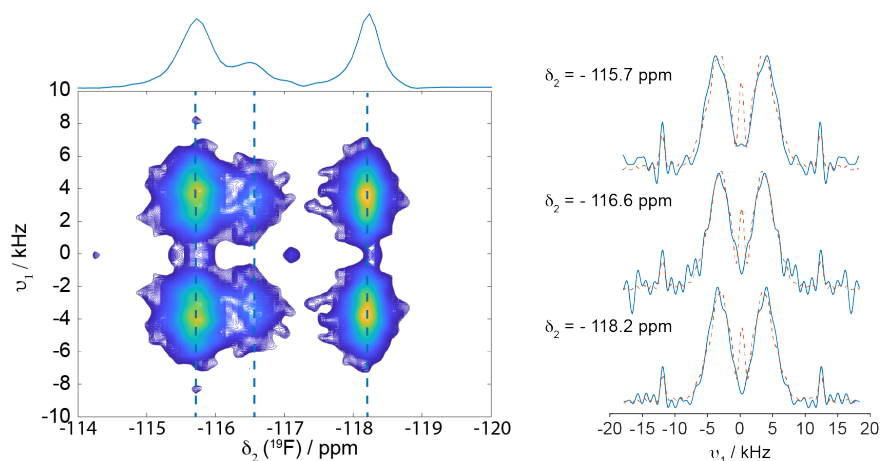 10
8
6
4
2
0
-2
-4
-6
-8
-10
υ₁ / kHz
-114 -115 -116 -117 -118 -119 -120
δ₂ (¹⁹F) / ppm
δ₂ = - 115.7 ppm
δ₂ = - 116.6 ppm
δ₂ = - 118.2 ppm
-20 -15 -10 -5 0 5 10 15 20
υ₁ / kHz